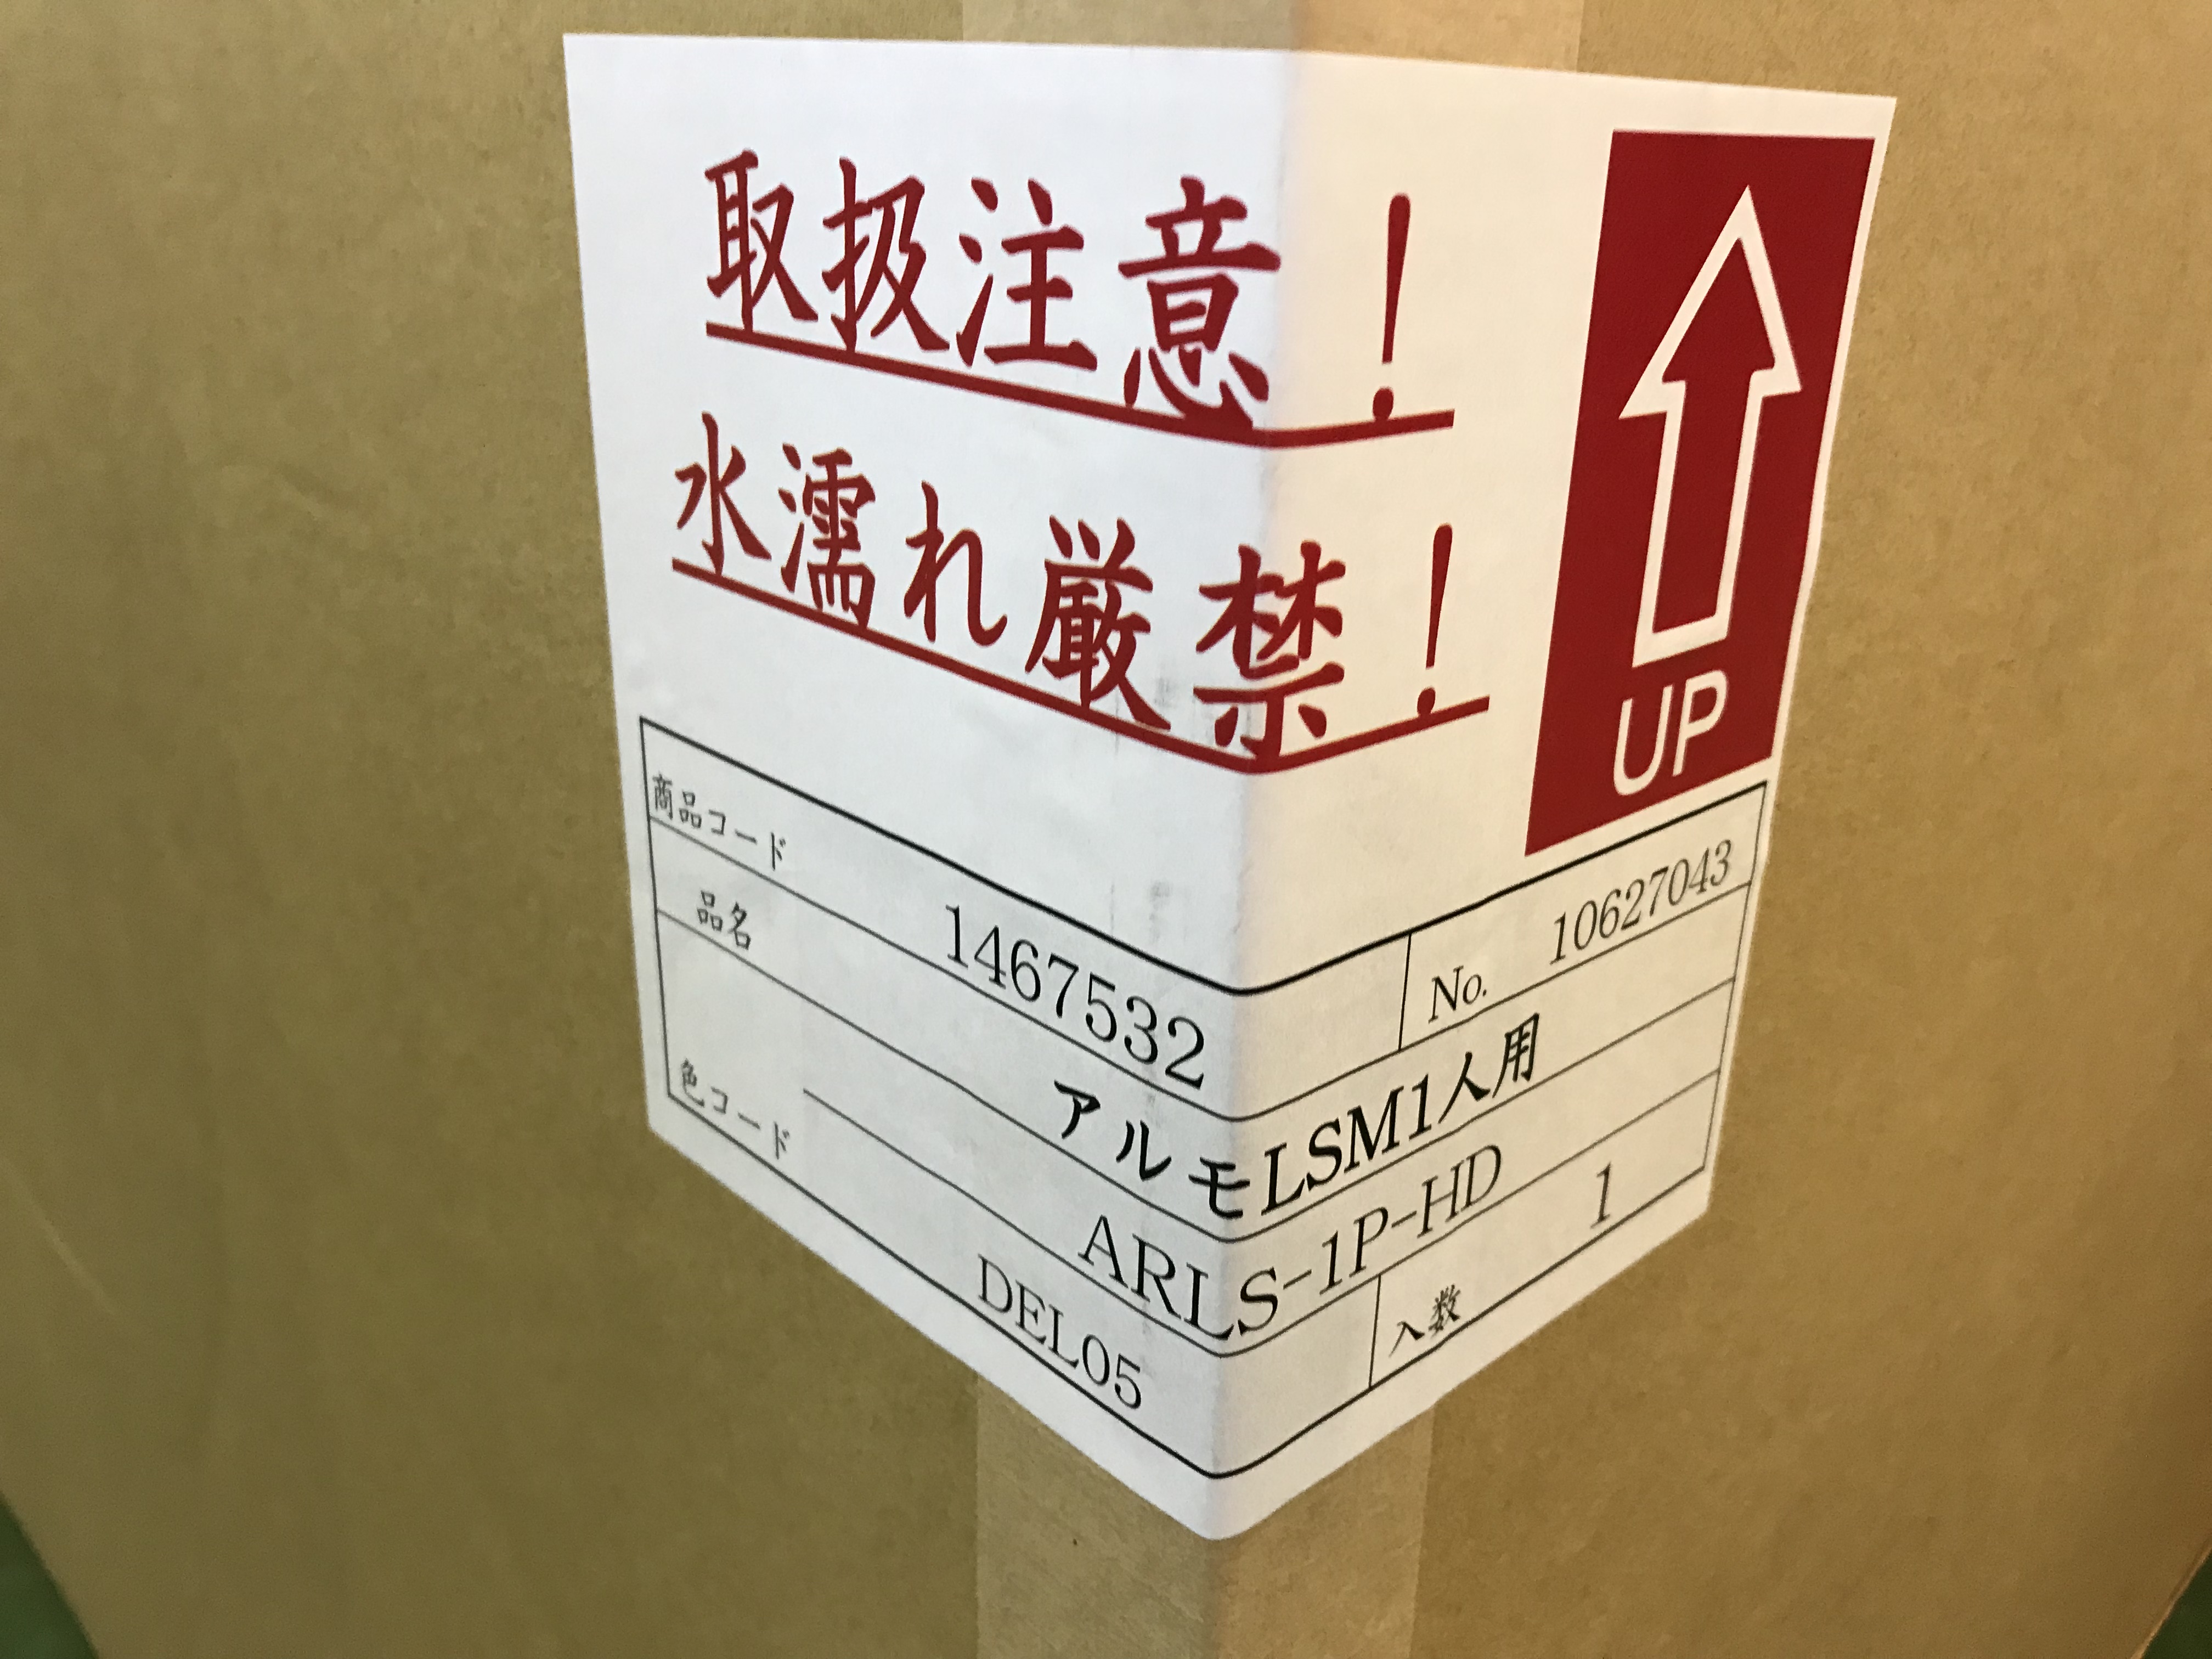 取扱注意!
水濡れ厳禁!
UP
商品コード 1467532 No. 10627043
品名 アルモLSM1人用
ARLS-1P-HD
色コード DEL05 入数 1